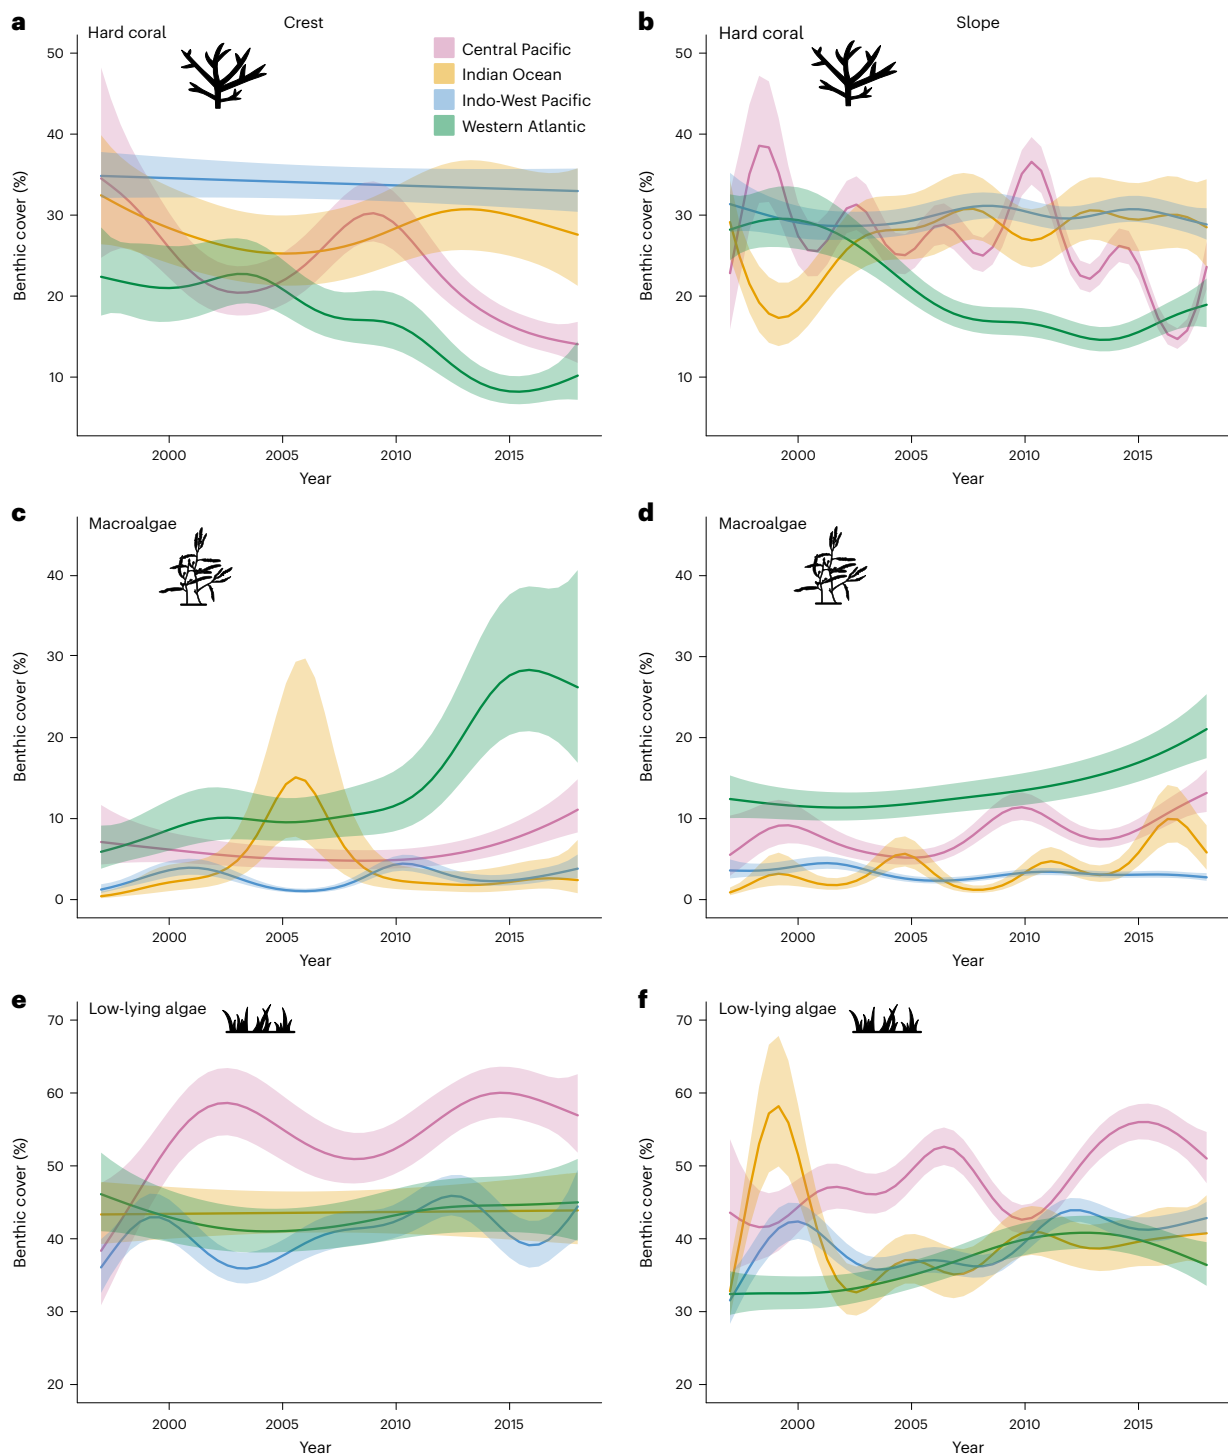 a
Crest
Hard coral
Central Pacific
Indian Ocean
Indo-West Pacific
Western Atlantic
50
40
30
20
10
Benthic cover (%)
2000 2005 2010 2015
Year
b
Slope
Hard coral
50
40
30
20
10
Benthic cover (%)
2000 2005 2010 2015
Year
c
Macroalgae
40
30
20
10
0
Benthic cover (%)
2000 2005 2010 2015
Year
d
Macroalgae
40
30
20
10
0
Benthic cover (%)
2000 2005 2010 2015
Year
e
Low-lying algae
70
60
50
40
30
20
Benthic cover (%)
2000 2005 2010 2015
Year
f
Low-lying algae
70
60
50
40
30
20
Benthic cover (%)
2000 2005 2010 2015
Year